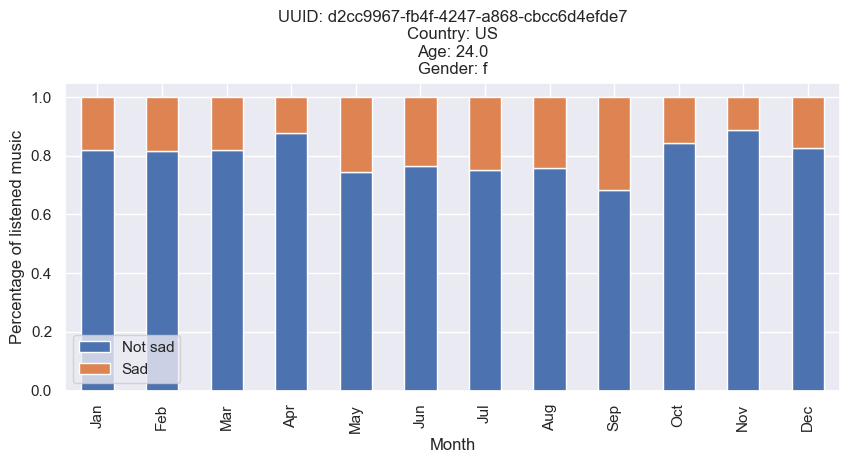 UUID: d2cc9967-fb4f-4247-a868-cbcc6d4efde7
Country: US
Age: 24.0
Gender: f
Percentage of listened music
1.0
0.8
0.6
0.4
0.2
0.0
Not sad
Sad
Jan Feb Mar Apr May Jun Jul Aug Sep Oct Nov Dec
Month